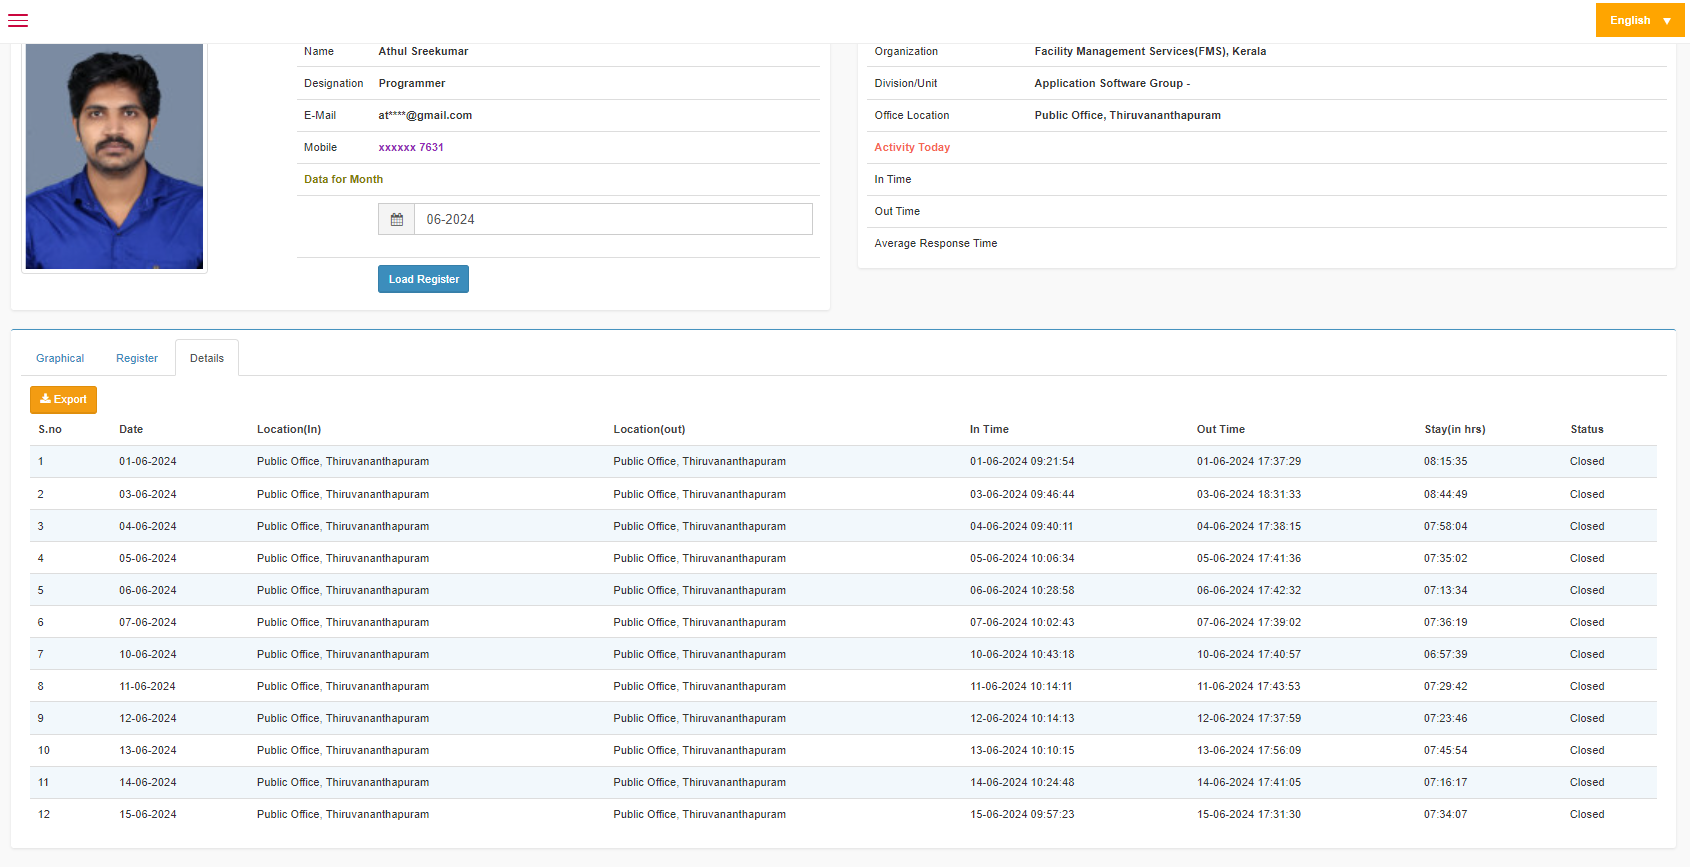 English ▼
Name Athul Sreekumar
Designation Programmer
E-Mail at****@gmail.com
Mobile xxxxxx 7631
Data for Month
06-2024
Load Register
Organization Facility Management Services(FMS), Kerala
Division/Unit Application Software Group -
Office Location Public Office, Thiruvananthapuram
Activity Today
In Time
Out Time
Average Response Time
Graphical Register Details
Export
S.no Date Location(In) Location(out) In Time Out Time Stay(in hrs) Status
1 01-06-2024 Public Office, Thiruvananthapuram Public Office, Thiruvananthapuram 01-06-2024 09:21:54 01-06-2024 17:37:29 08:15:35 Closed
2 03-06-2024 Public Office, Thiruvananthapuram Public Office, Thiruvananthapuram 03-06-2024 09:46:44 03-06-2024 18:31:33 08:44:49 Closed
3 04-06-2024 Public Office, Thiruvananthapuram Public Office, Thiruvananthapuram 04-06-2024 09:40:11 04-06-2024 17:38:15 07:58:04 Closed
4 05-06-2024 Public Office, Thiruvananthapuram Public Office, Thiruvananthapuram 05-06-2024 10:06:34 05-06-2024 17:41:36 07:35:02 Closed
5 06-06-2024 Public Office, Thiruvananthapuram Public Office, Thiruvananthapuram 06-06-2024 10:28:58 06-06-2024 17:42:32 07:13:34 Closed
6 07-06-2024 Public Office, Thiruvananthapuram Public Office, Thiruvananthapuram 07-06-2024 10:02:43 07-06-2024 17:39:02 07:36:19 Closed
7 10-06-2024 Public Office, Thiruvananthapuram Public Office, Thiruvananthapuram 10-06-2024 10:43:18 10-06-2024 17:40:57 06:57:39 Closed
8 11-06-2024 Public Office, Thiruvananthapuram Public Office, Thiruvananthapuram 11-06-2024 10:14:11 11-06-2024 17:43:53 07:29:42 Closed
9 12-06-2024 Public Office, Thiruvananthapuram Public Office, Thiruvananthapuram 12-06-2024 10:14:13 12-06-2024 17:37:59 07:23:46 Closed
10 13-06-2024 Public Office, Thiruvananthapuram Public Office, Thiruvananthapuram 13-06-2024 10:10:15 13-06-2024 17:56:09 07:45:54 Closed
11 14-06-2024 Public Office, Thiruvananthapuram Public Office, Thiruvananthapuram 14-06-2024 10:24:48 14-06-2024 17:41:05 07:16:17 Closed
12 15-06-2024 Public Office, Thiruvananthapuram Public Office, Thiruvananthapuram 15-06-2024 09:57:23 15-06-2024 17:31:30 07:34:07 Closed